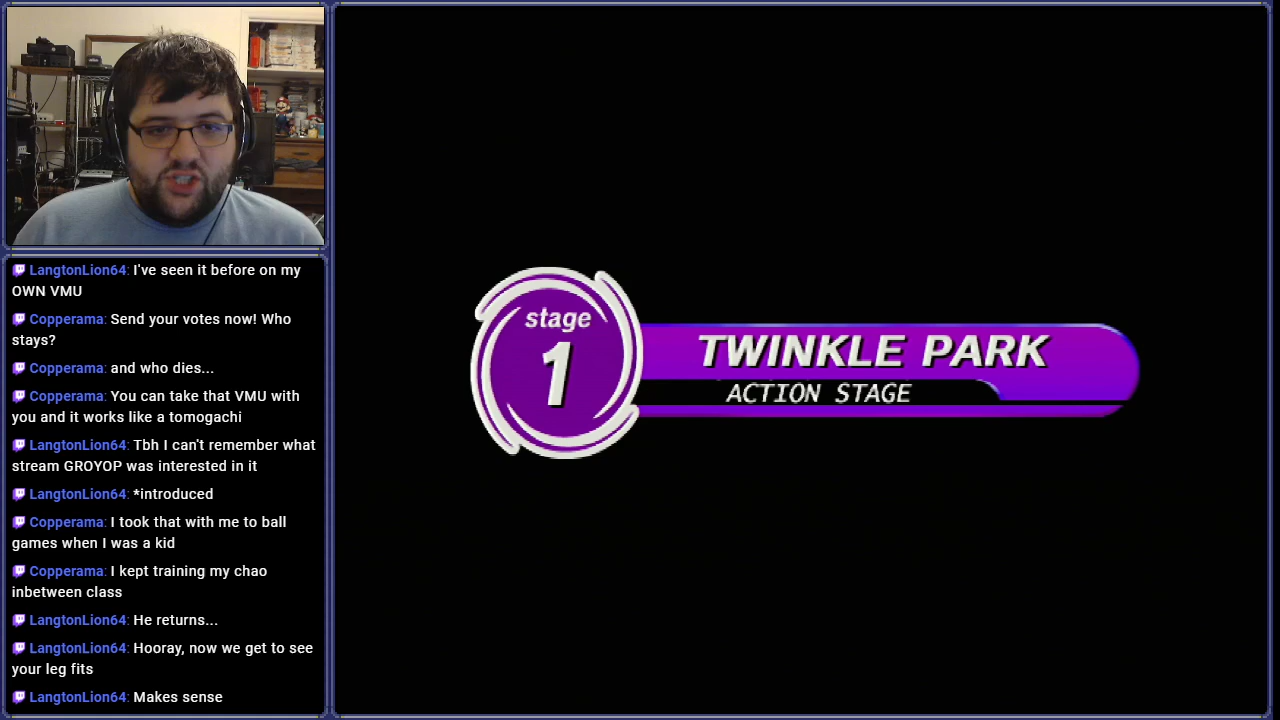 LangtonLion64: I've seen it before on my
OWN VMU
Copperama: Send your votes now! Who
stays?
Copperama: and who dies...
Copperama: You can take that VMU with
you and it works like a tomogachi
LangtonLion64: Tbh I can't remember what
stream GROYOP was interested in it
LangtonLion64: *introduced
Copperama: I took that with me to ball
games when I was a kid
Copperama: I kept training my chao
inbetween class
LangtonLion64: He returns...
LangtonLion64: Hooray, now we get to see
your leg fits
LangtonLion64: Makes sense
stage
1
TWINKLE PARK
ACTION STAGE